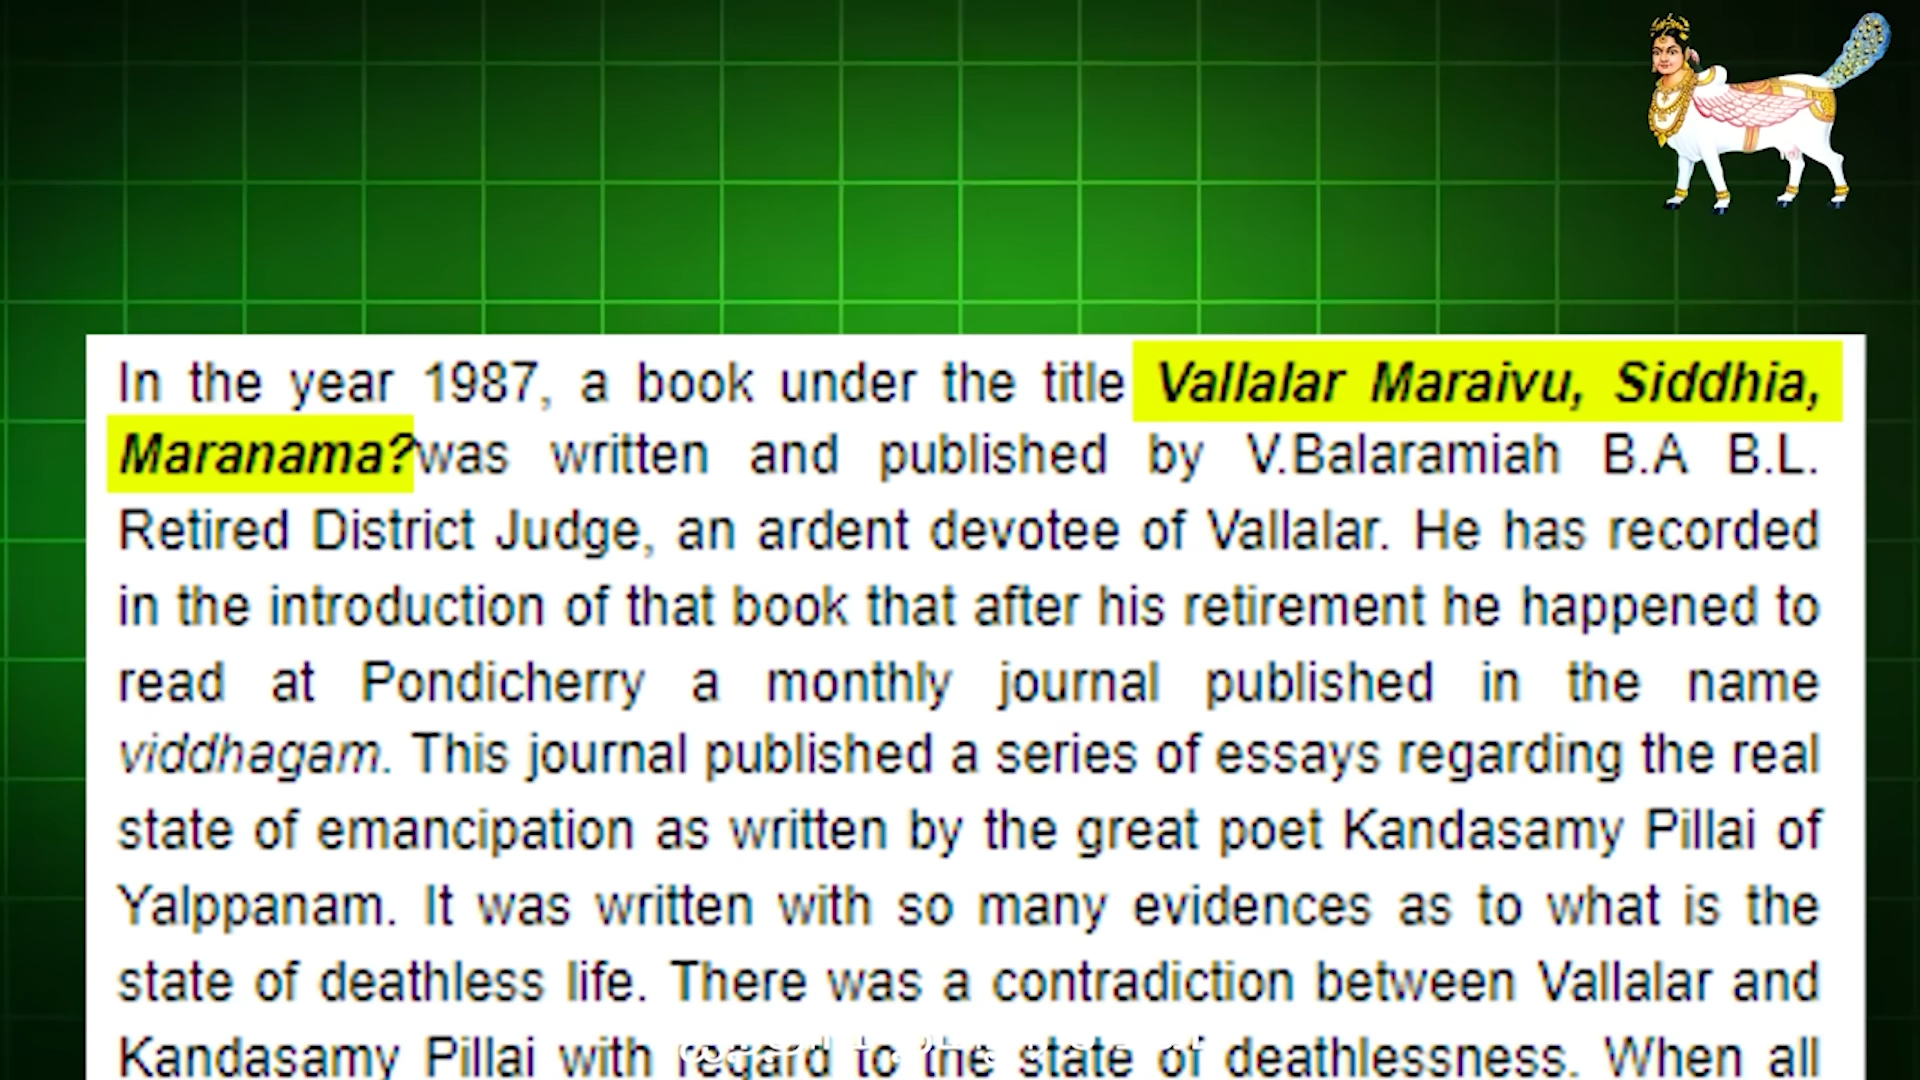 In the year 1987, a book under the title Vallalar Maraivu, Siddhia,
Maranama?was written and published by V.Balaramiah B.A B.L.
Retired District Judge, an ardent devotee of Vallalar. He has recorded
in the introduction of that book that after his retirement he happened to
read at Pondicherry a monthly journal published in the name
viddhagam. This journal published a series of essays regarding the real
state of emancipation as written by the great poet Kandasamy Pillai of
Yalppanam. It was written with so many evidences as to what is the
state of deathless life. There was a contradiction between Vallalar and
Kandasamy Pillai with regard to the state of deathlessness. When all